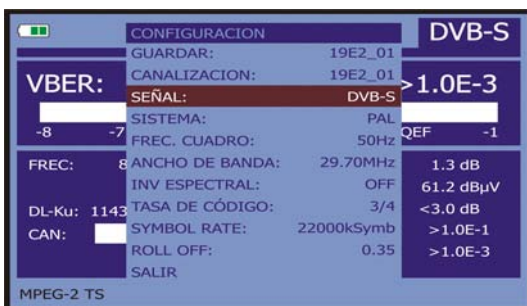 CONFIGURACION
DVB-S
GUARDAR: 19E2_01
CANALIZACION: 19E2_01
VBER: >1.0E-3
SEÑAL: DVB-S
SISTEMA: PAL
-8 -7 QEF -1
FREC. CUADRO: 50Hz
FREC: 8 ANCHO DE BANDA: 29.70MHz 1.3 dB
INV ESPECTRAL: OFF 61.2 dBµV
DL-Ku: 1143 TASA DE CÓDIGO: 3/4 <3.0 dB
CAN: SYMBOL RATE: 22000kSymb >1.0E-1
ROLL OFF: 0.35 >1.0E-3
SALIR
MPEG-2 TS